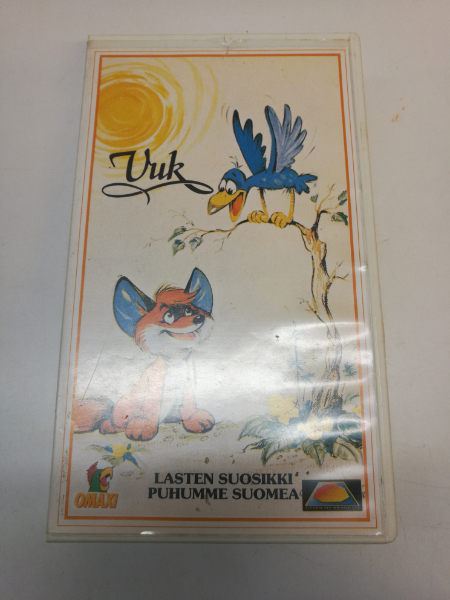 Vuk
LASTEN SUOSIKKI
PUHUMME SUOMEA
OMAXI